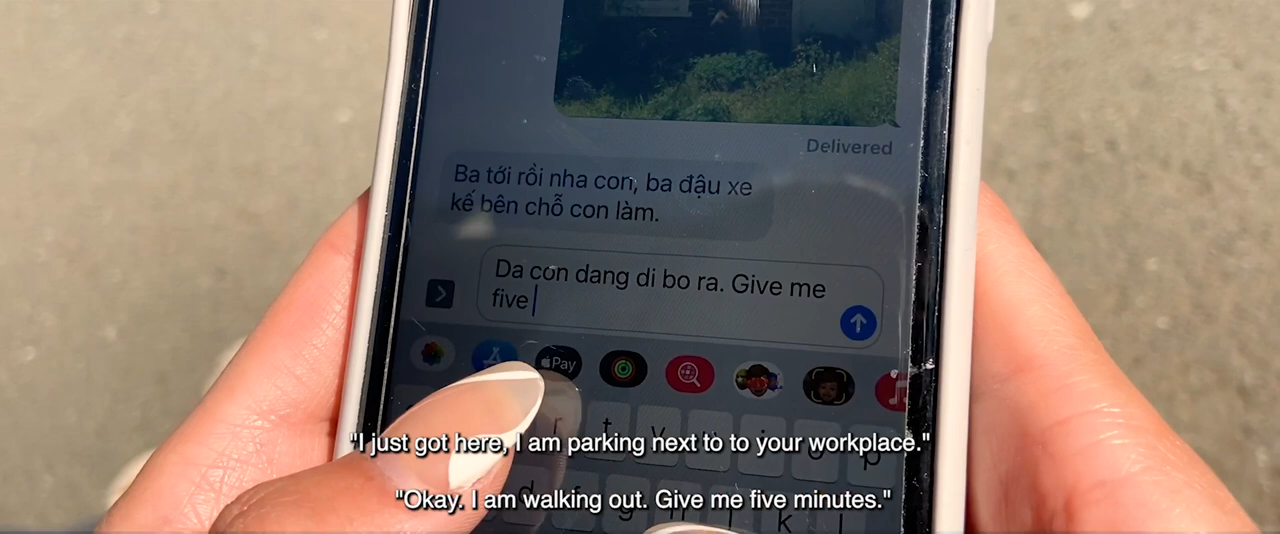 Delivered
Ba tới rồi nha con, ba đậu xe
kế bên chỗ con làm.
Da con dang di bo ra. Give me
five
Pay
r t y u i o p
"I just got here, I am parking next to to your workplace."
d f g h j k l
"Okay. I am walking out. Give me five minutes."